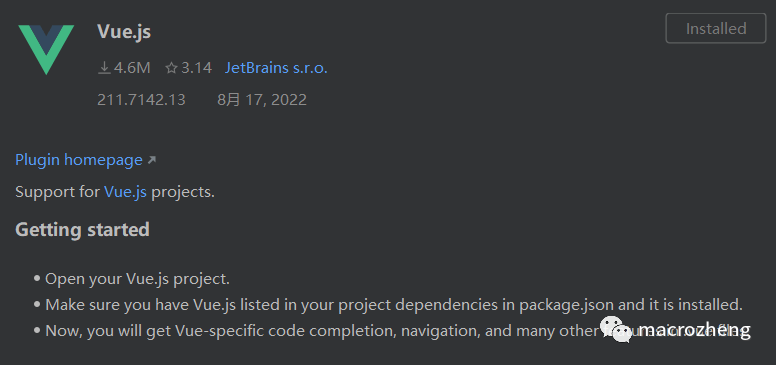 Vue.js
Installed
4.6M 3.14 JetBrains s.r.o.
211.7142.13 8月 17, 2022
Plugin homepage
Support for Vue.js projects.
Getting started
• Open your Vue.js project.
• Make sure you have Vue.js listed in your project dependencies in package.json and it is installed.
• Now, you will get Vue-specific code completion, navigation, and many other
macrozheng